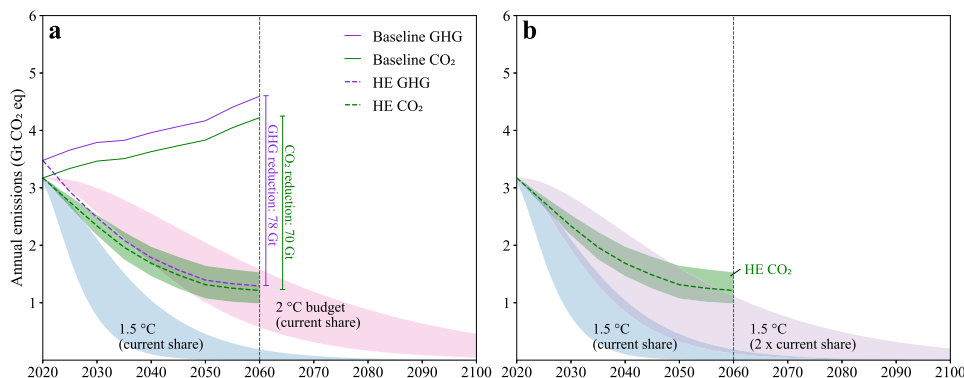 a
Baseline GHG
Baseline CO₂
HE GHG
HE CO₂
Annual emissions (Gt CO₂ eq)
6
5
4
3
2
1
GHG reduction: 78 Gt
CO₂ reduction: 70 Gt
1.5 °C
(current share)
2 °C budget
(current share)
2020 2030 2040 2050 2060 2070 2080 2090 2100
b
6
5
4
3
2
1
HE CO₂
1.5 °C
(current share)
1.5 °C
(2 x current share)
2020 2030 2040 2050 2060 2070 2080 2090 2100